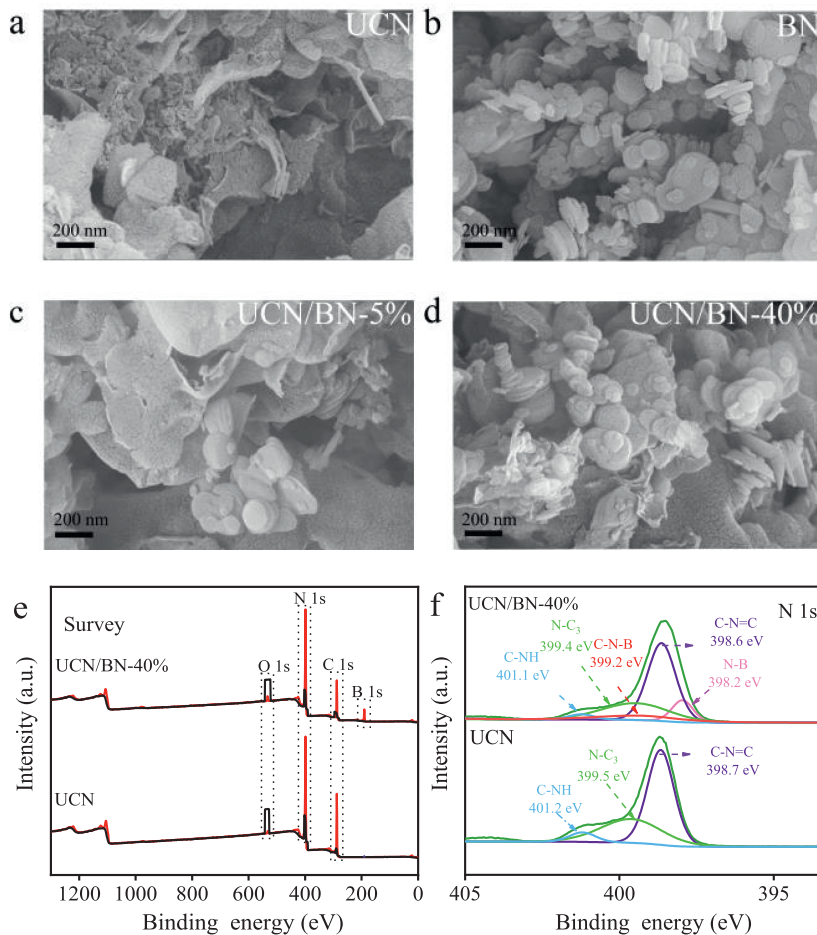 a
UCN
200 nm
b
BN
200 nm
c
UCN/BN-5%
200 nm
d
UCN/BN-40%
200 nm
e
Survey
N 1s
UCN/BN-40%
O 1s
C 1s
B 1s
UCN
Intensity (a.u.)
1200 1000 800 600 400 200 0
Binding energy (eV)
f
UCN/BN-40%
N 1s
C-NH
401.1 eV
N-C₃
399.4 eV
C-N-B
399.2 eV
C-N=C
398.6 eV
N-B
398.2 eV
UCN
C-NH
401.2 eV
N-C₃
399.5 eV
C-N=C
398.7 eV
Intensity (a.u.)
405 400 395
Binding energy (eV)